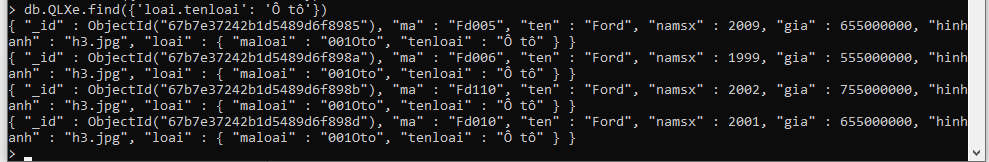 > db.QLXe.find({'loai.tenloai': 'Ô tô'})
{ "_id" : ObjectId("67b7e37242b1d5489d6f8985"), "ma" : "Fd005", "ten" : "Ford", "namsx" : 2009, "gia" : 655000000, "hinh
anh" : "h3.jpg", "loai" : { "maloai" : "001Oto", "tenloai" : "Ô tô" } }
{ "_id" : ObjectId("67b7e37242b1d5489d6f898a"), "ma" : "Fd006", "ten" : "Ford", "namsx" : 1999, "gia" : 555000000, "hinh
anh" : "h3.jpg", "loai" : { "maloai" : "001Oto", "tenloai" : "Ô tô" } }
{ "_id" : ObjectId("67b7e37242b1d5489d6f898b"), "ma" : "Fd110", "ten" : "Ford", "namsx" : 2002, "gia" : 755000000, "hinh
anh" : "h3.jpg", "loai" : { "maloai" : "001Oto", "tenloai" : "Ô tô" } }
{ "_id" : ObjectId("67b7e37242b1d5489d6f898d"), "ma" : "Fd010", "ten" : "Ford", "namsx" : 2001, "gia" : 655000000, "hinh
anh" : "h3.jpg", "loai" : { "maloai" : "001Oto", "tenloai" : "Ô tô" } }
>